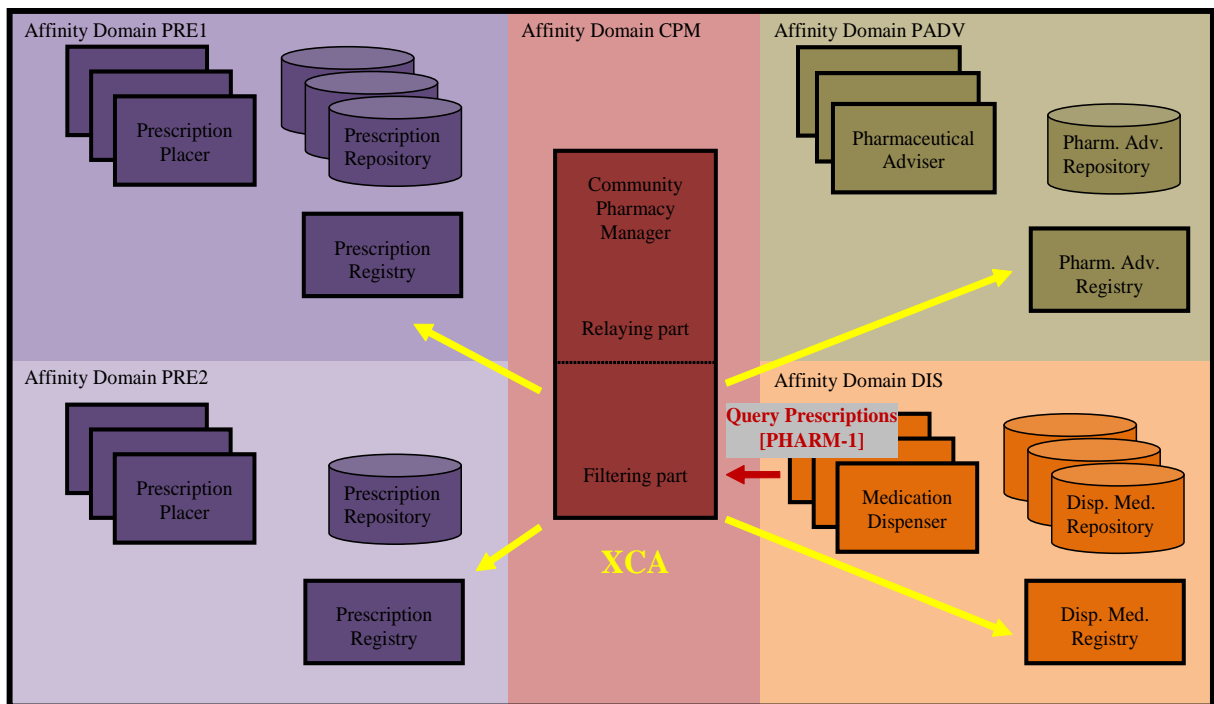 Affinity Domain PRE1
Prescription
Placer
Prescription
Repository
Prescription
Registry
Affinity Domain CPM
Community
Pharmacy
Manager
Relaying part
Filtering part
XCA
Affinity Domain PADV
Pharmaceutical
Adviser
Pharm. Adv.
Repository
Pharm. Adv.
Registry
Affinity Domain PRE2
Prescription
Placer
Prescription
Repository
Prescription
Registry
Affinity Domain DIS
Query Prescriptions
[PHARM-1]
Medication
Dispenser
Disp. Med.
Repository
Disp. Med.
Registry